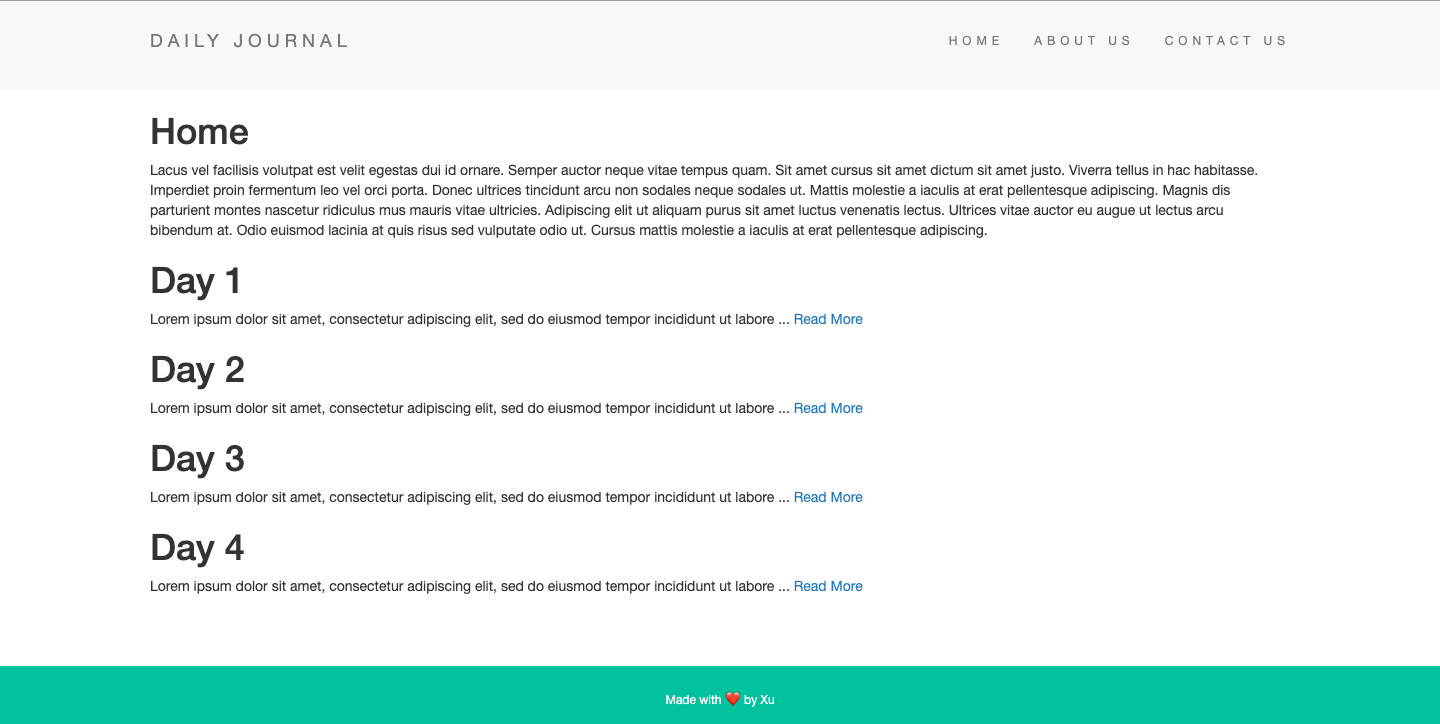 DAILY JOURNAL
HOME ABOUT US CONTACT US
Home
Lacus vel facilisis volutpat est velit egestas dui id ornare. Semper auctor neque vitae tempus quam. Sit amet cursus sit amet dictum sit amet justo. Viverra tellus in hac habitasse.
Imperdiet proin fermentum leo vel orci porta. Donec ultrices tincidunt arcu non sodales neque sodales ut. Mattis molestie a iaculis at erat pellentesque adipiscing. Magnis dis
parturient montes nascetur ridiculus mus mauris vitae ultricies. Adipiscing elit ut aliquam purus sit amet luctus venenatis lectus. Ultrices vitae auctor eu augue ut lectus arcu
bibendum at. Odio euismod lacinia at quis risus sed vulputate odio ut. Cursus mattis molestie a iaculis at erat pellentesque adipiscing.
Day 1
Lorem ipsum dolor sit amet, consectetur adipiscing elit, sed do eiusmod tempor incididunt ut labore ... Read More
Day 2
Lorem ipsum dolor sit amet, consectetur adipiscing elit, sed do eiusmod tempor incididunt ut labore ... Read More
Day 3
Lorem ipsum dolor sit amet, consectetur adipiscing elit, sed do eiusmod tempor incididunt ut labore ... Read More
Day 4
Lorem ipsum dolor sit amet, consectetur adipiscing elit, sed do eiusmod tempor incididunt ut labore ... Read More
Made with ❤️ by Xu